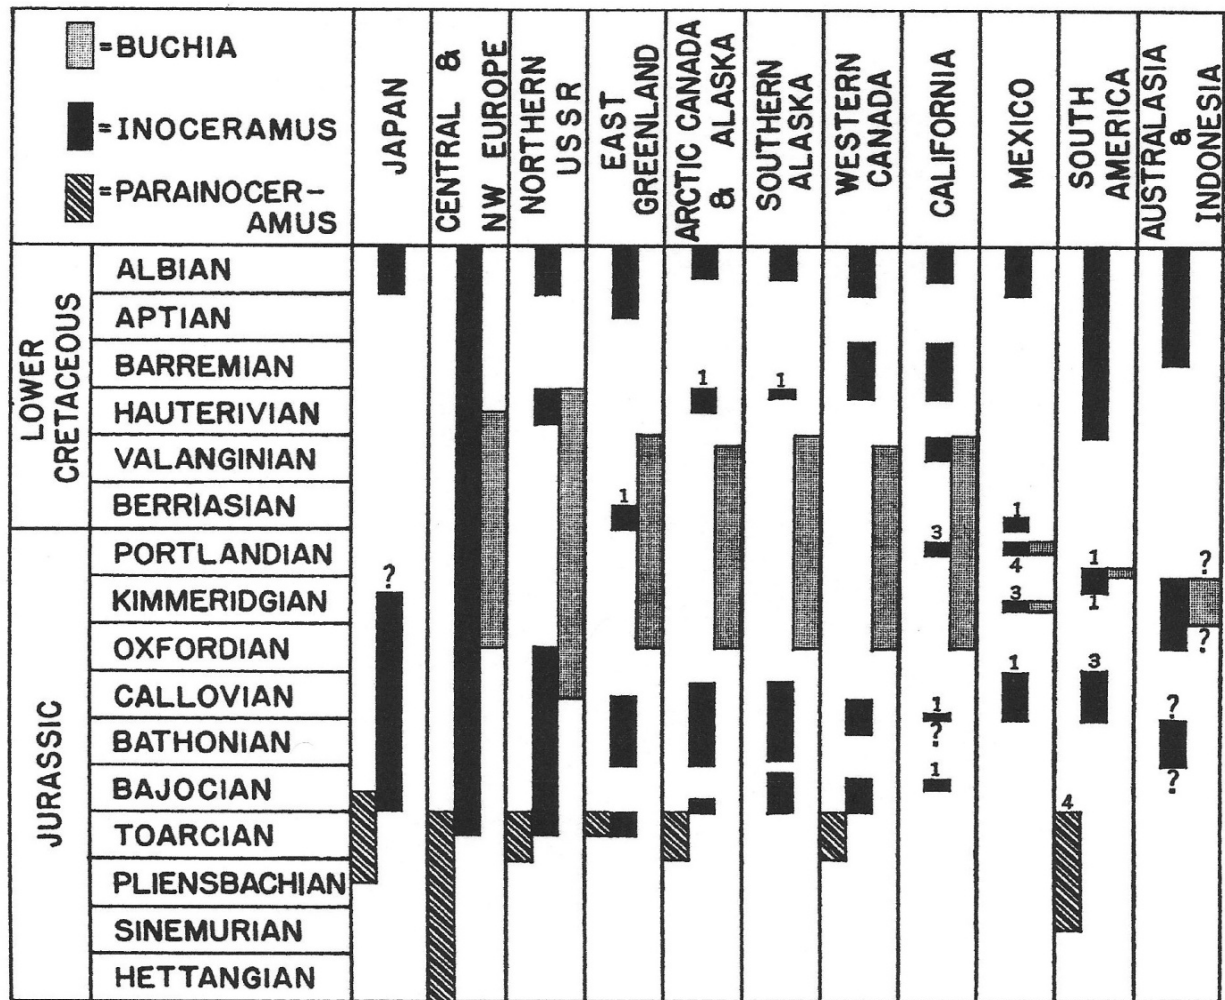 =BUCHIA
=INOCERAMUS
=PARAINOCER-
AMUS
JAPAN
CENTRAL &
NW EUROPE
NORTHERN
USSR
EAST
GREENLAND
ARCTIC CANADA
& ALASKA
SOUTHERN
ALASKA
WESTERN
CANADA
CALIFORNIA
MEXICO
SOUTH
AMERICA
AUSTRALASIA
&
INDONESIA
LOWER
CRETACEOUS
ALBIAN
APTIAN
BARREMIAN
1 1
HAUTERIVIAN
VALANGINIAN
BERRIASIAN
1 1
JURASSIC
PORTLANDIAN
3
4 1 ?
?
KIMMERIDGIAN
3 1
OXFORDIAN
?
1 3
CALLOVIAN
1 ?
BATHONIAN
?
BAJOCIAN
1 ?
4
TOARCIAN
PLIENSBACHIAN
SINEMURIAN
HETTANGIAN